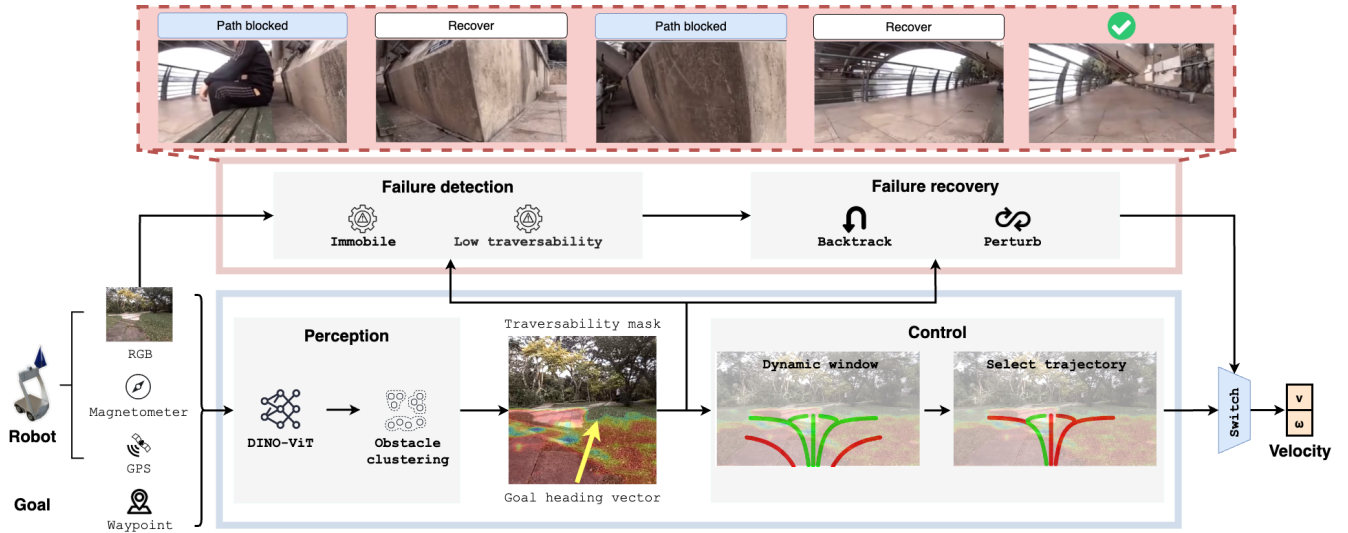 Path blocked
Recover
Path blocked
Recover
Failure detection
Immobile
Low traversability
Failure recovery
Backtrack
Perturb
RGB
Magnetometer
GPS
Waypoint
Robot
Goal
Perception
DINO-ViT
Obstacle
clustering
Traversability mask
Goal heading vector
Control
Dynamic window
Select trajectory
Switch
v
ω
Velocity